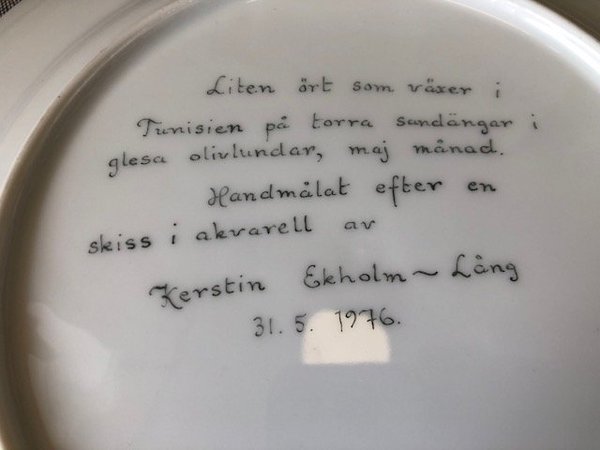 Liten ört som växer i
Tunisien på torra sandängar i
glesa olivlundar, maj månad.
Handmålat efter en
skiss i akvarell av
Kerstin Ekholm ~ Lång
31. 5. 1976.